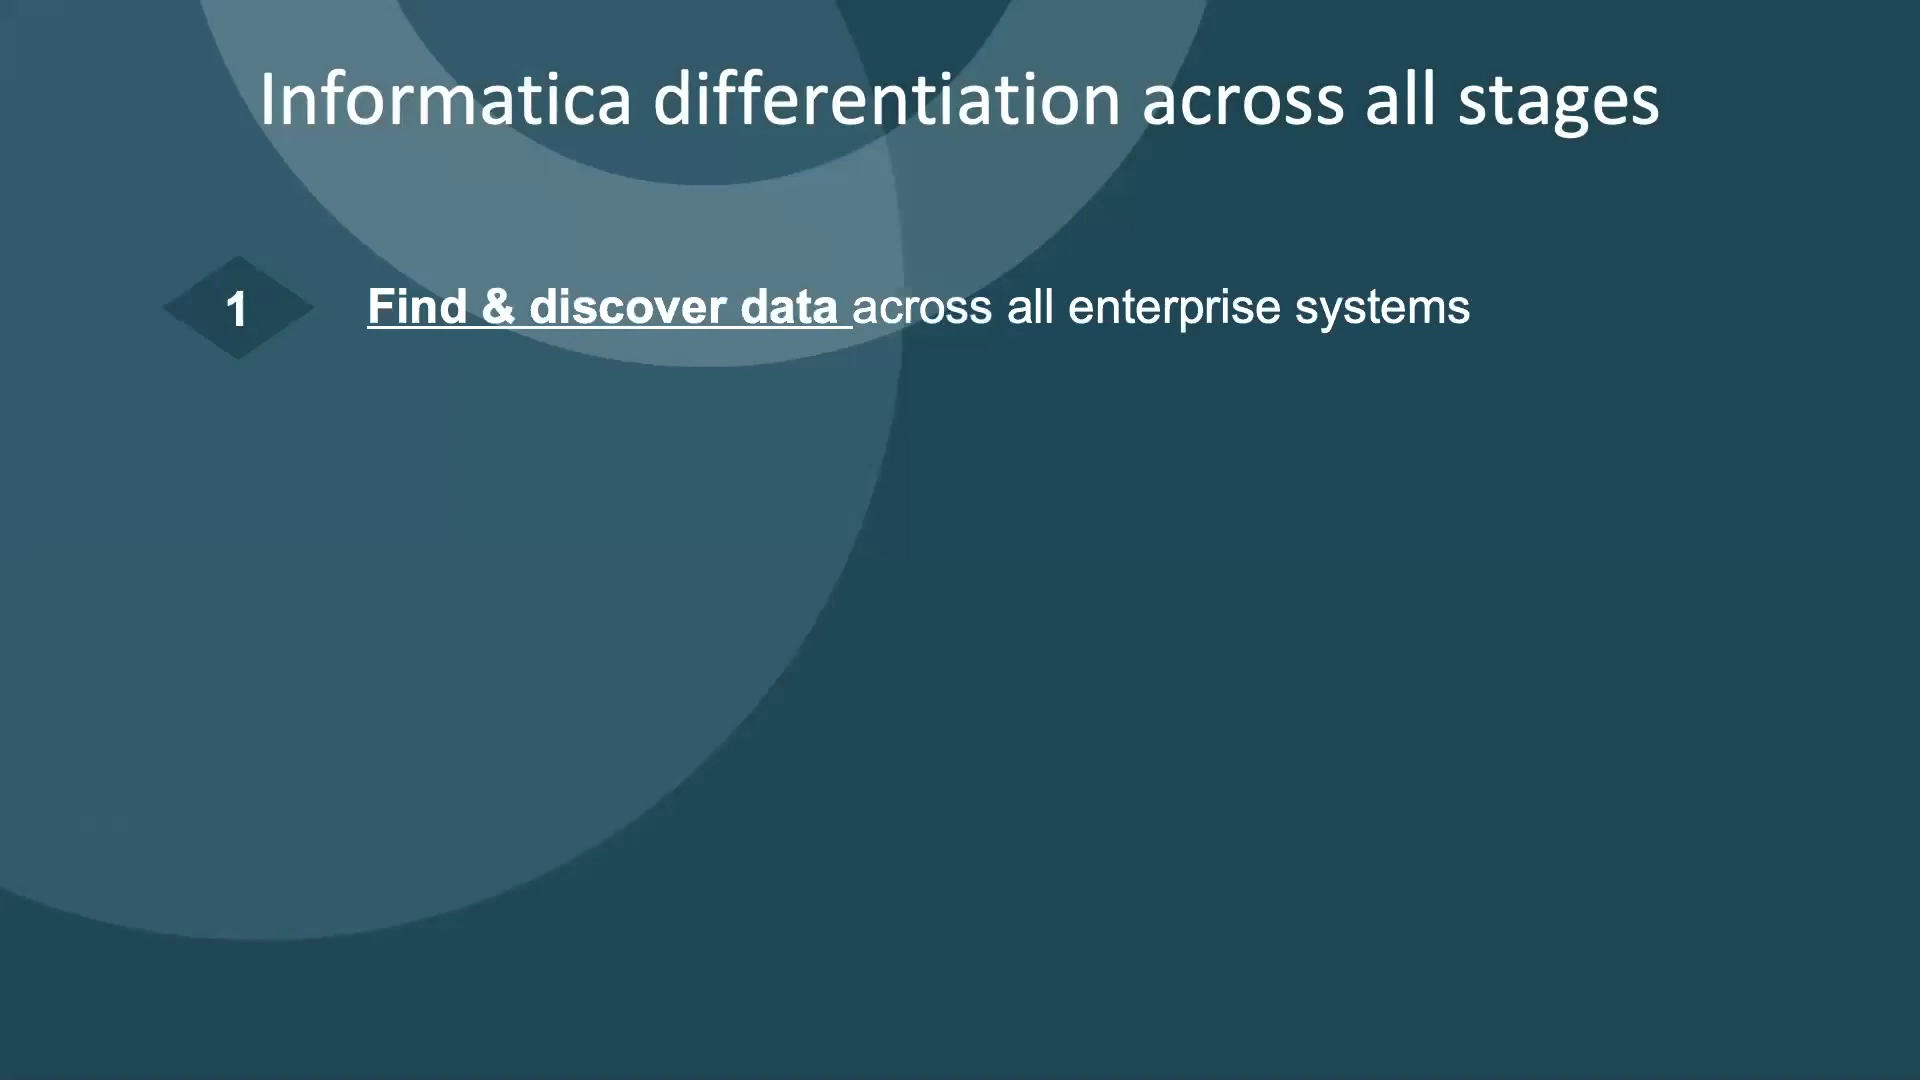 Informatica differentiation across all stages
1 Find & discover data across all enterprise systems